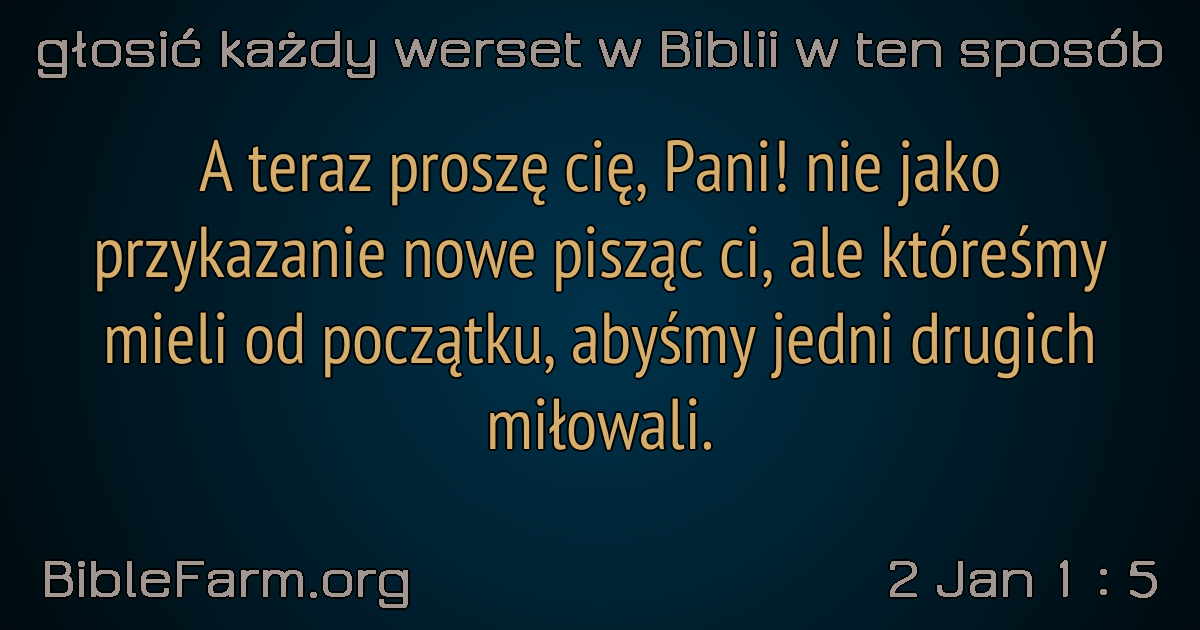 głosić każdy werset w Biblii w ten sposób
A teraz proszę cię, Pani! nie jako
przykazanie nowe pisząc ci, ale któreśmy
mieli od początku, abyśmy jedni drugich
miłowali.
BibleFarm.org
2 Jan 1 : 5